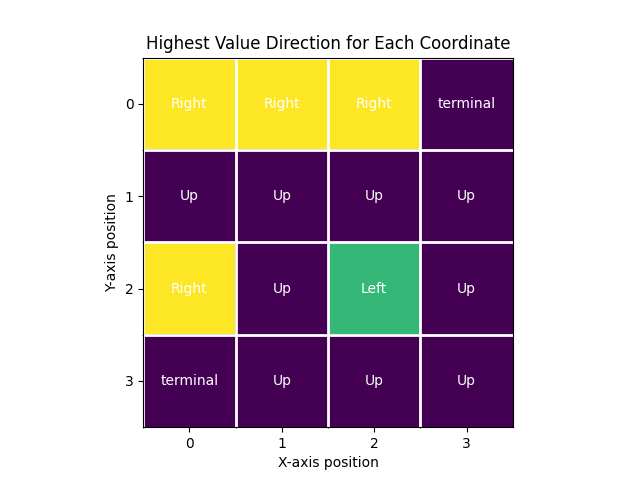 Highest Value Direction for Each Coordinate
0 Right Right Right terminal
1 Up Up Up Up
Y-axis position
2 Right Up Left Up
3 terminal Up Up Up
0 1 2 3
X-axis position